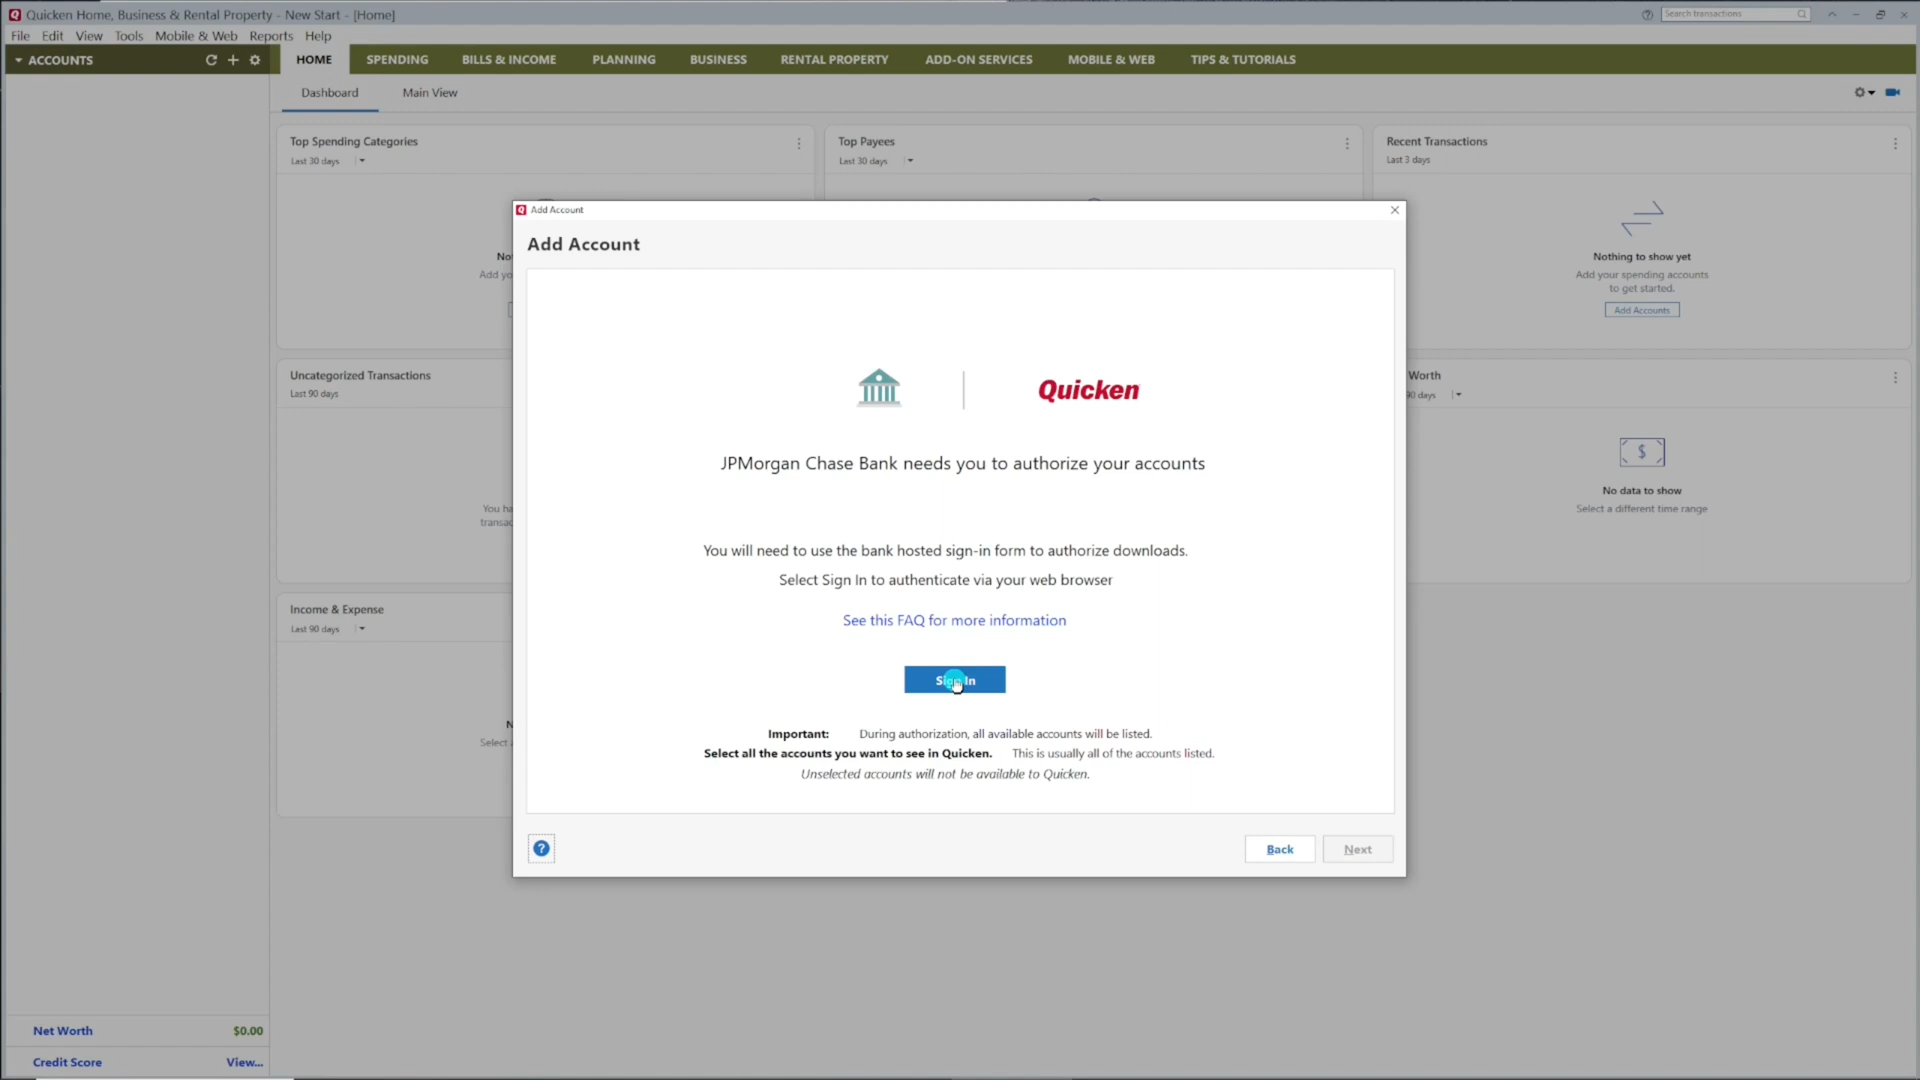 Quicken Home, Business & Rental Property - New Start - [Home]
Search transactions
File Edit View Tools Mobile & Web Reports Help
ACCOUNTS
HOME SPENDING BILLS & INCOME PLANNING BUSINESS RENTAL PROPERTY ADD-ON SERVICES MOBILE & WEB TIPS & TUTORIALS
Dashboard Main View
Top Spending Categories
Last 30 days
Top Payees
Last 30 days
Recent Transactions
Last 3 days
Nothing to show yet
Add your spending accounts
to get started.
Add Accounts
Uncategorized Transactions
Last 90 days
Worth
90 days
No data to show
Select a different time range
Income & Expense
Last 90 days
Select
Add Account
Add Account
Quicken
JPMorgan Chase Bank needs you to authorize your accounts
You will need to use the bank hosted sign-in form to authorize downloads.
Select Sign In to authenticate via your web browser
See this FAQ for more information
Sign In
Important: During authorization, all available accounts will be listed.
Select all the accounts you want to see in Quicken. This is usually all of the accounts listed.
Unselected accounts will not be available to Quicken.
? Back Next
Net Worth $0.00
Credit Score View...